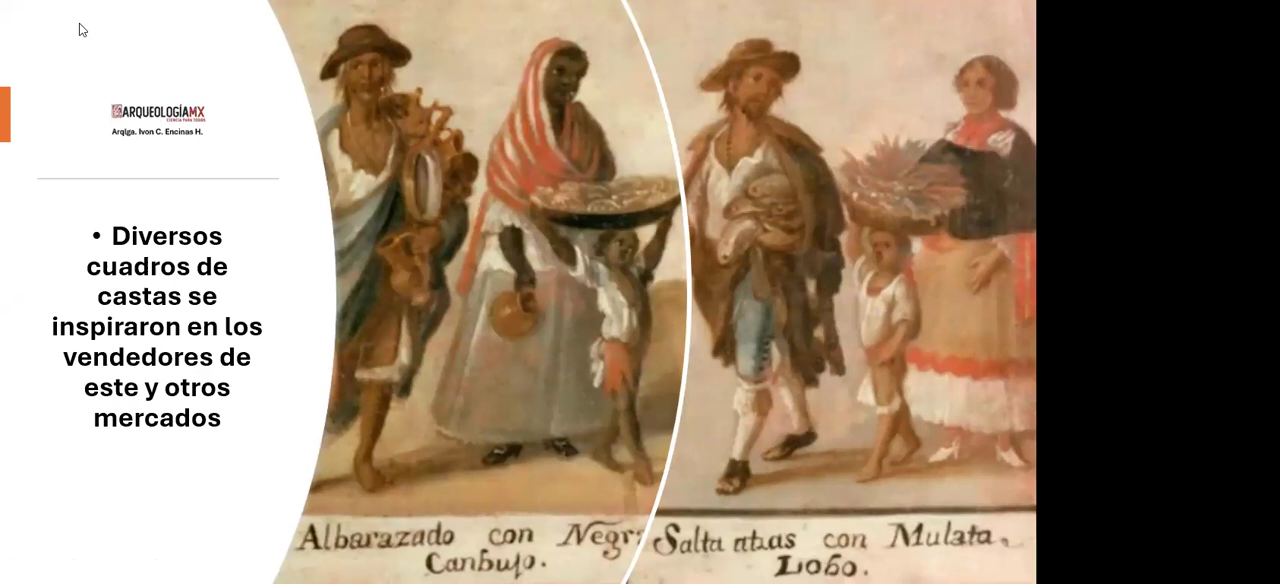 ARQUEOLOGÍAMX
CIENCIA PARA TODOS
Arqlga. Ivon C. Encinas H.
• Diversos
cuadros de
castas se
inspiraron en los
vendedores de
este y otros
mercados
Albarazado con Negr
Canbujo.
Salta atras con Mulata.
Lobo.